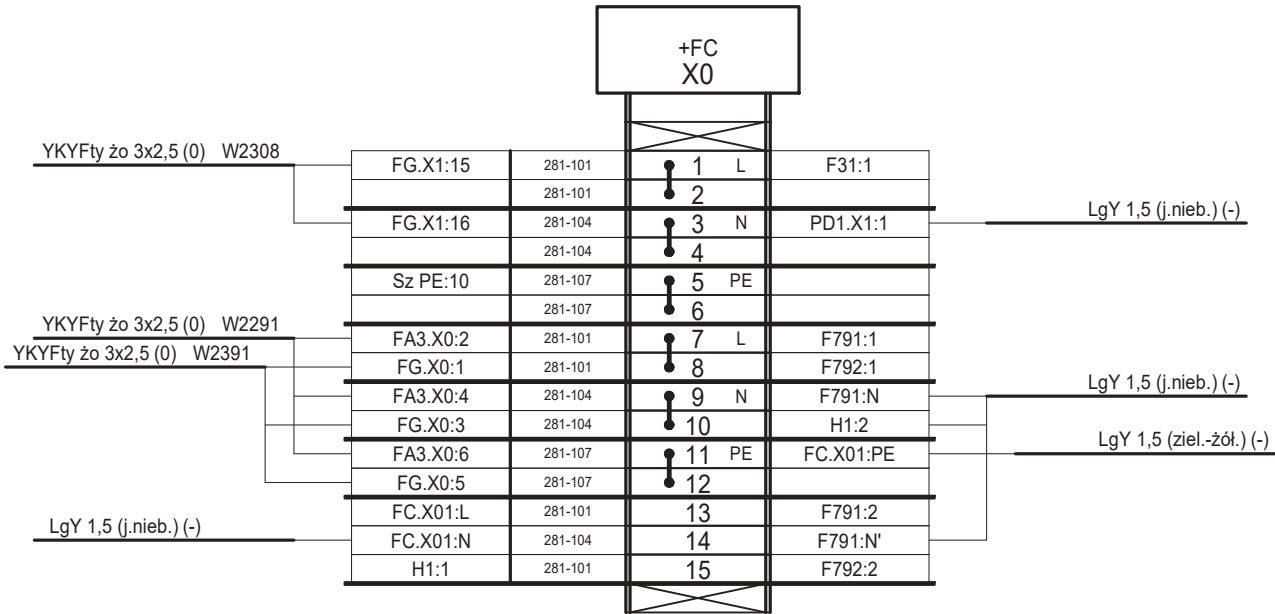 +FC
X0
YKYFty żo 3x2,5 (0) W2308
FG.X1:15 281-101 1 L F31:1
281-101 2
LgY 1,5 (j.nieb.) (-)
FG.X1:16 281-104 3 N PD1.X1:1
281-104 4
Sz PE:10 281-107 5 PE
281-107 6
YKYFty żo 3x2,5 (0) W2291
FA3.X0:2 281-101 7 L F791:1
YKYFty żo 3x2,5 (0) W2391
FG.X0:1 281-101 8 F792:1
LgY 1,5 (j.nieb.) (-)
FA3.X0:4 281-104 9 N F791:N
FG.X0:3 281-104 10 H1:2
LgY 1,5 (ziel.-żół.) (-)
FA3.X0:6 281-107 11 PE FC.X01:PE
FG.X0:5 281-107 12
FC.X01:L 281-101 13 F791:2
LgY 1,5 (j.nieb.) (-)
FC.X01:N 281-104 14 F791:N'
H1:1 281-101 15 F792:2